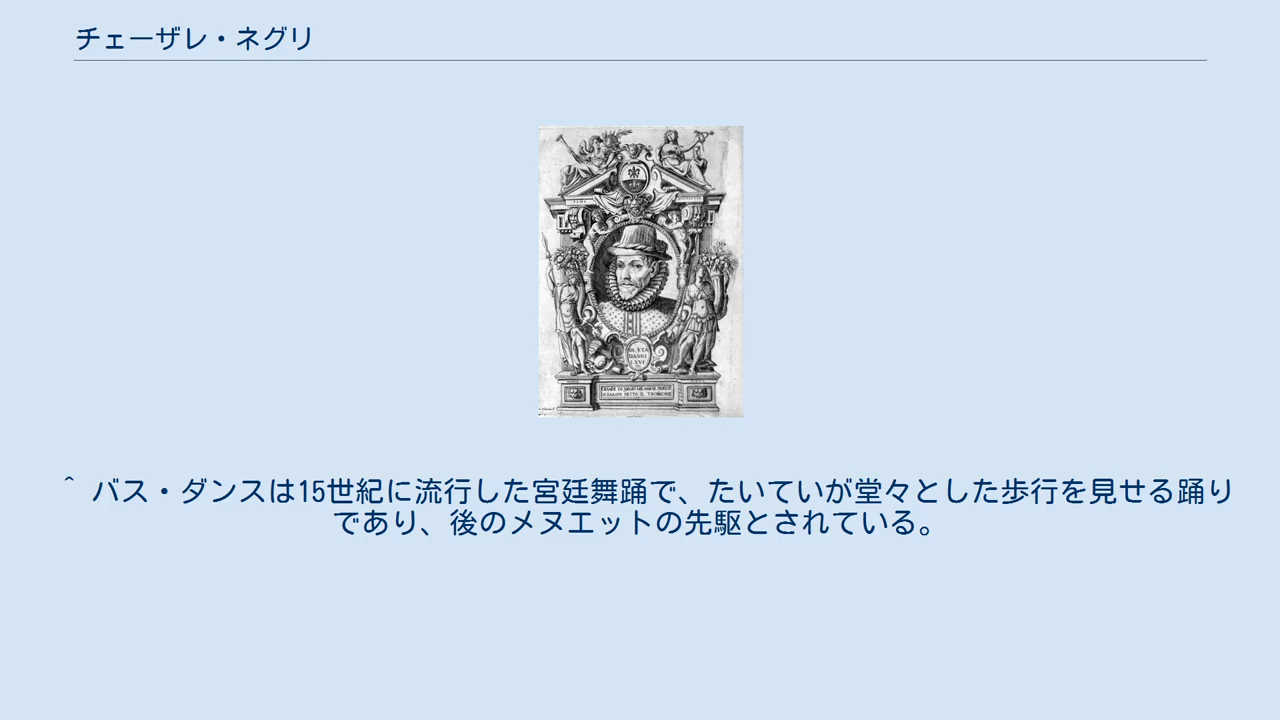 チェーザレ・ネグリ
^ バス・ダンスは15世紀に流行した宮廷舞踊で、たいていが堂々とした歩行を見せる踊り
であり、後のメヌエットの先駆とされている。